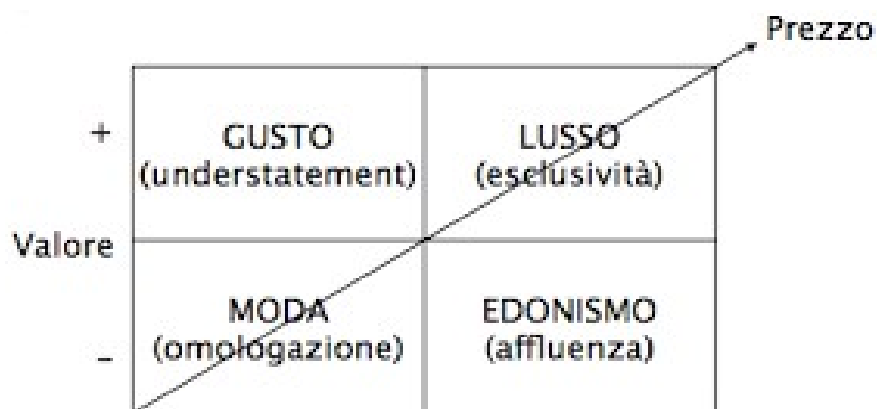 Prezzo
+
GUSTO
(understatement)
LUSSO
(esclusività)
Valore
MODA
(omologazione)
EDONISMO
(affluenza)
–